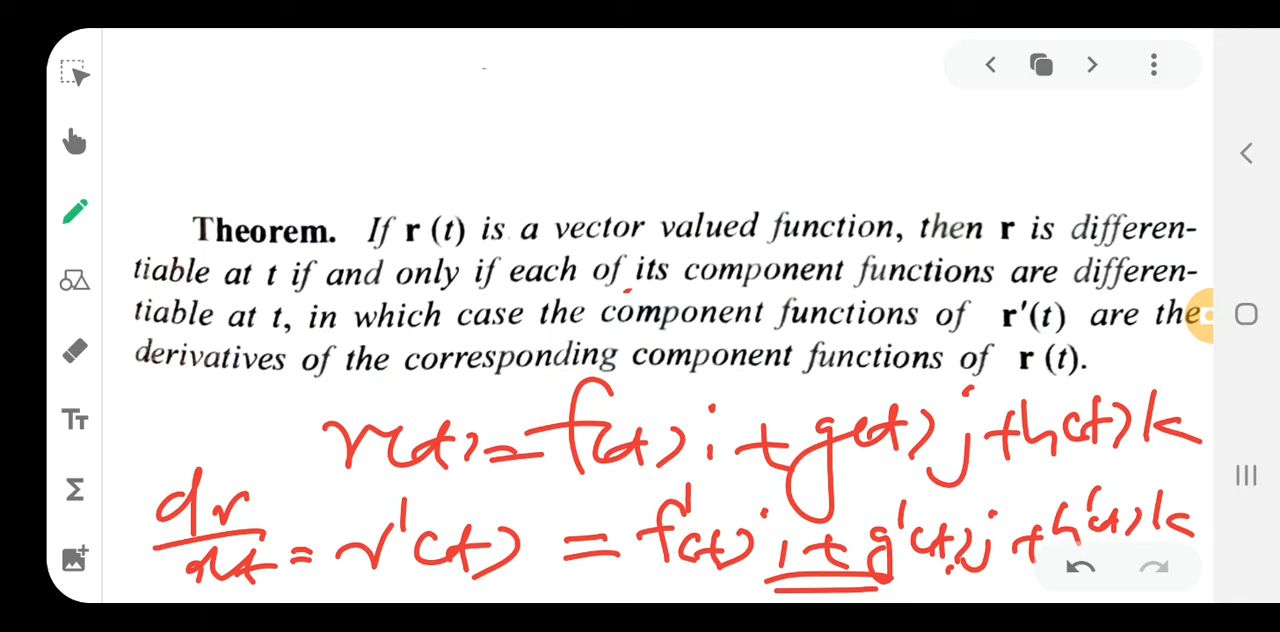 Theorem. If r (t) is a vector valued function, then r is differen-
tiable at t if and only if each of its component functions are differen-
tiable at t, in which case the component functions of r'(t) are the
derivatives of the corresponding component functions of r (t).
r(t) = f(t) i + g(t) j + h(t) k
dr/dt = r'(t) = f'(t) i + g'(t) j + h'(t) k